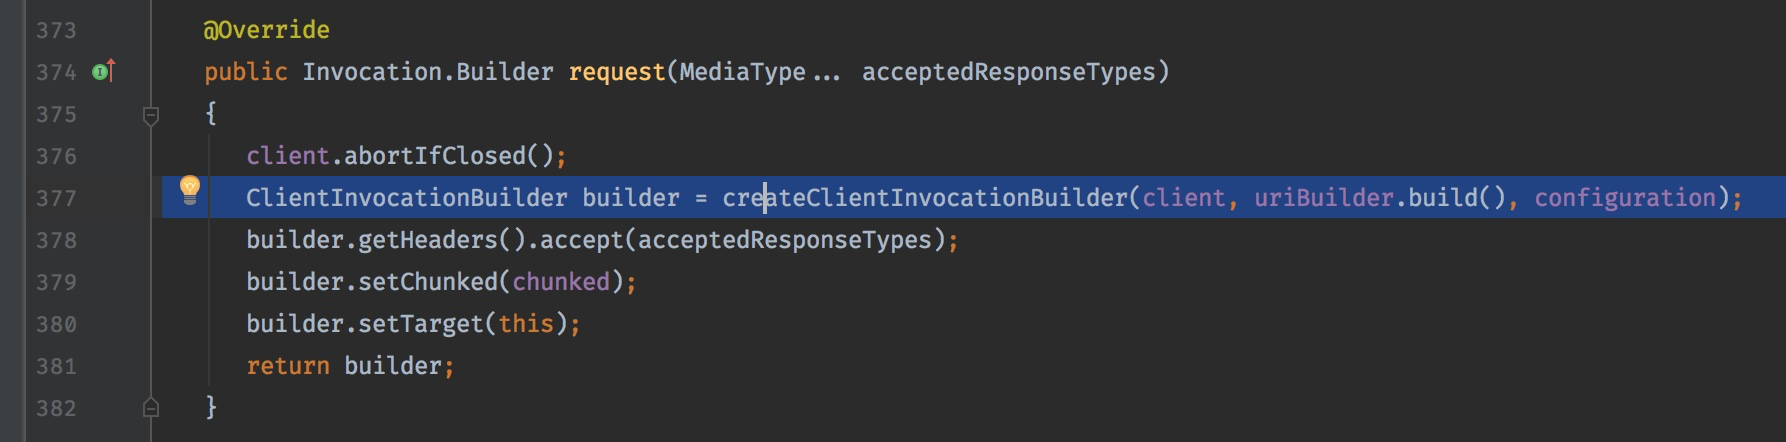 373 @Override
374 public Invocation.Builder request(MediaType... acceptedResponseTypes)
375 {
376 client.abortIfClosed();
377 ClientInvocationBuilder builder = createClientInvocationBuilder(client, uriBuilder.build(), configuration);
378 builder.getHeaders().accept(acceptedResponseTypes);
379 builder.setChunked(chunked);
380 builder.setTarget(this);
381 return builder;
382 }